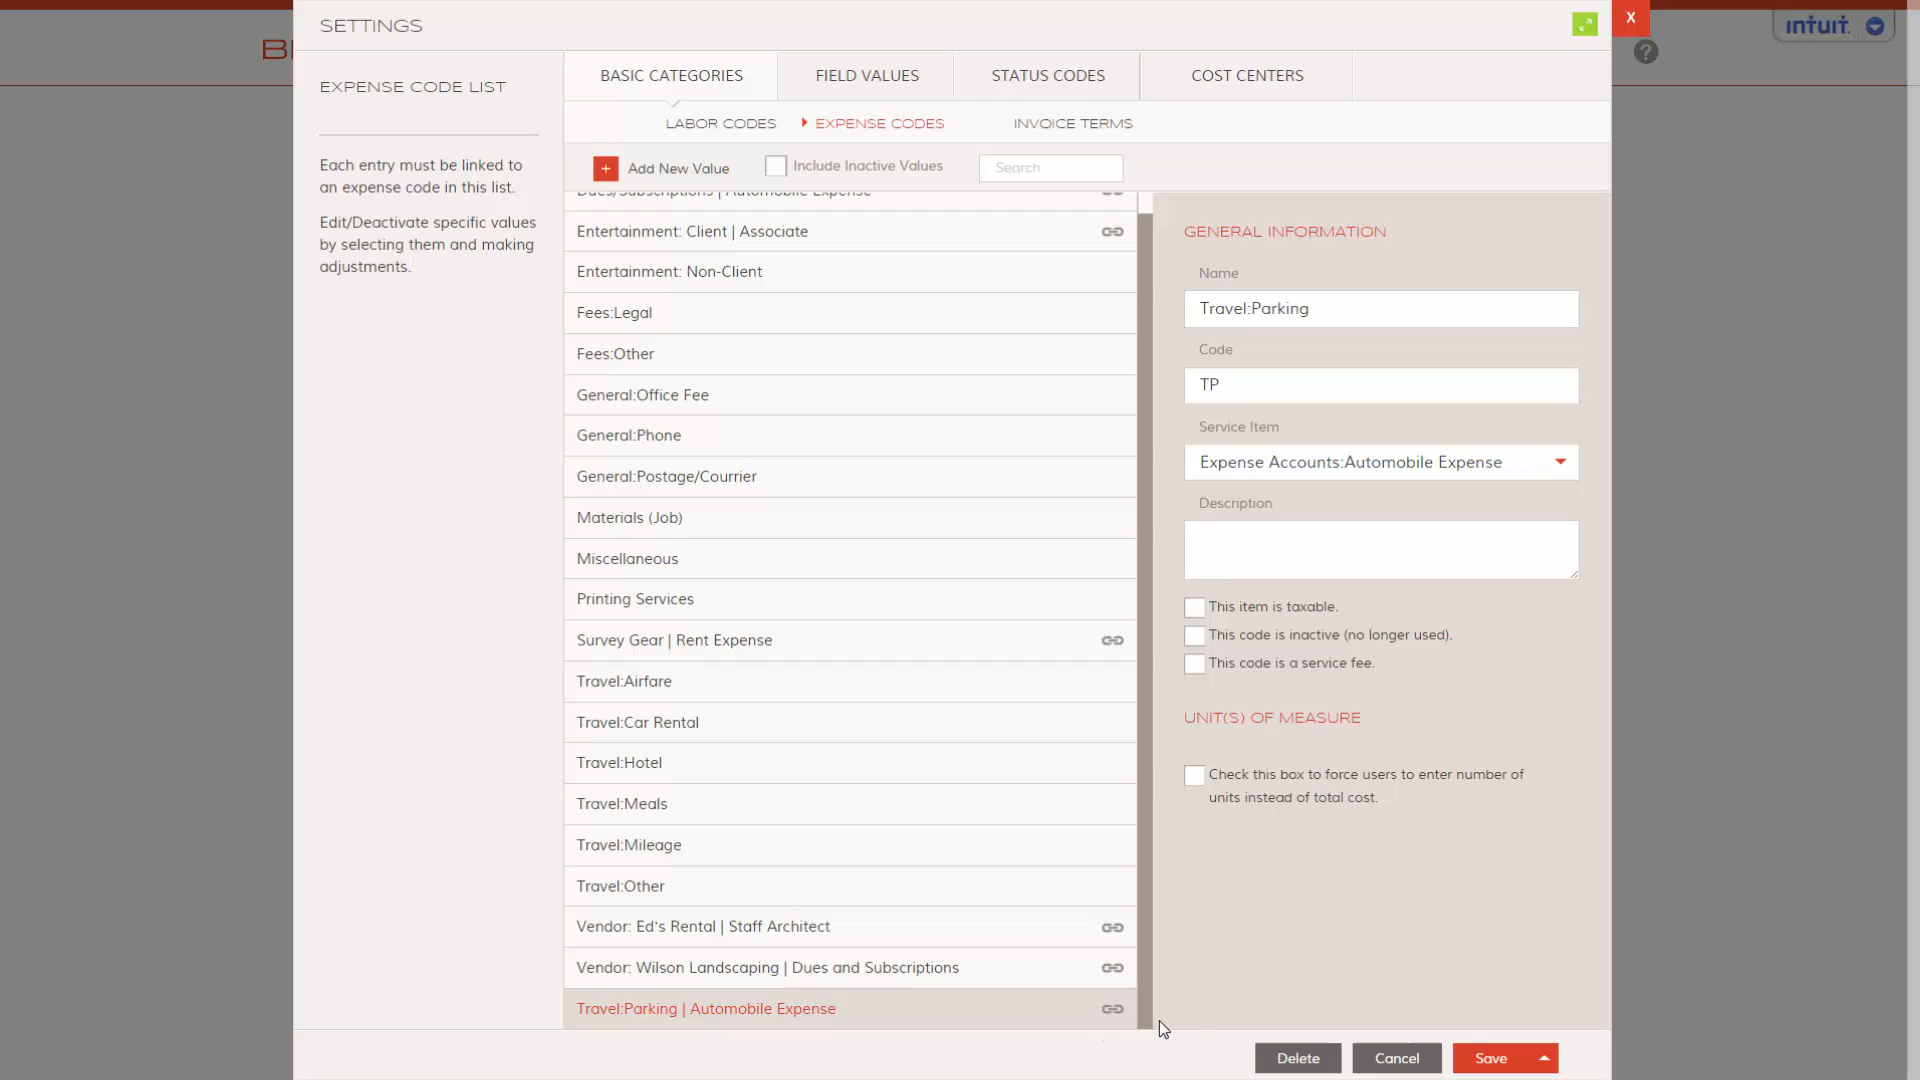 SETTINGS
X
intuit.
?
EXPENSE CODE LIST
BASIC CATEGORIES
FIELD VALUES
STATUS CODES
COST CENTERS
LABOR CODES
EXPENSE CODES
INVOICE TERMS
Each entry must be linked to
an expense code in this list.
Edit/Deactivate specific values
by selecting them and making
adjustments.
+ Add New Value
Include Inactive Values
Search
Dues/Subscriptions | Automobile Expense
Entertainment: Client | Associate
Entertainment: Non-Client
Fees:Legal
Fees:Other
General:Office Fee
General:Phone
General:Postage/Courrier
Materials (Job)
Miscellaneous
Printing Services
Survey Gear | Rent Expense
Travel:Airfare
Travel:Car Rental
Travel:Hotel
Travel:Meals
Travel:Mileage
Travel:Other
Vendor: Ed's Rental | Staff Architect
Vendor: Wilson Landscaping | Dues and Subscriptions
Travel:Parking | Automobile Expense
GENERAL INFORMATION
Name
Travel:Parking
Code
TP
Service Item
Expense Accounts:Automobile Expense
Description
This item is taxable.
This code is inactive (no longer used).
This code is a service fee.
UNIT(S) OF MEASURE
Check this box to force users to enter number of
units instead of total cost.
Delete
Cancel
Save